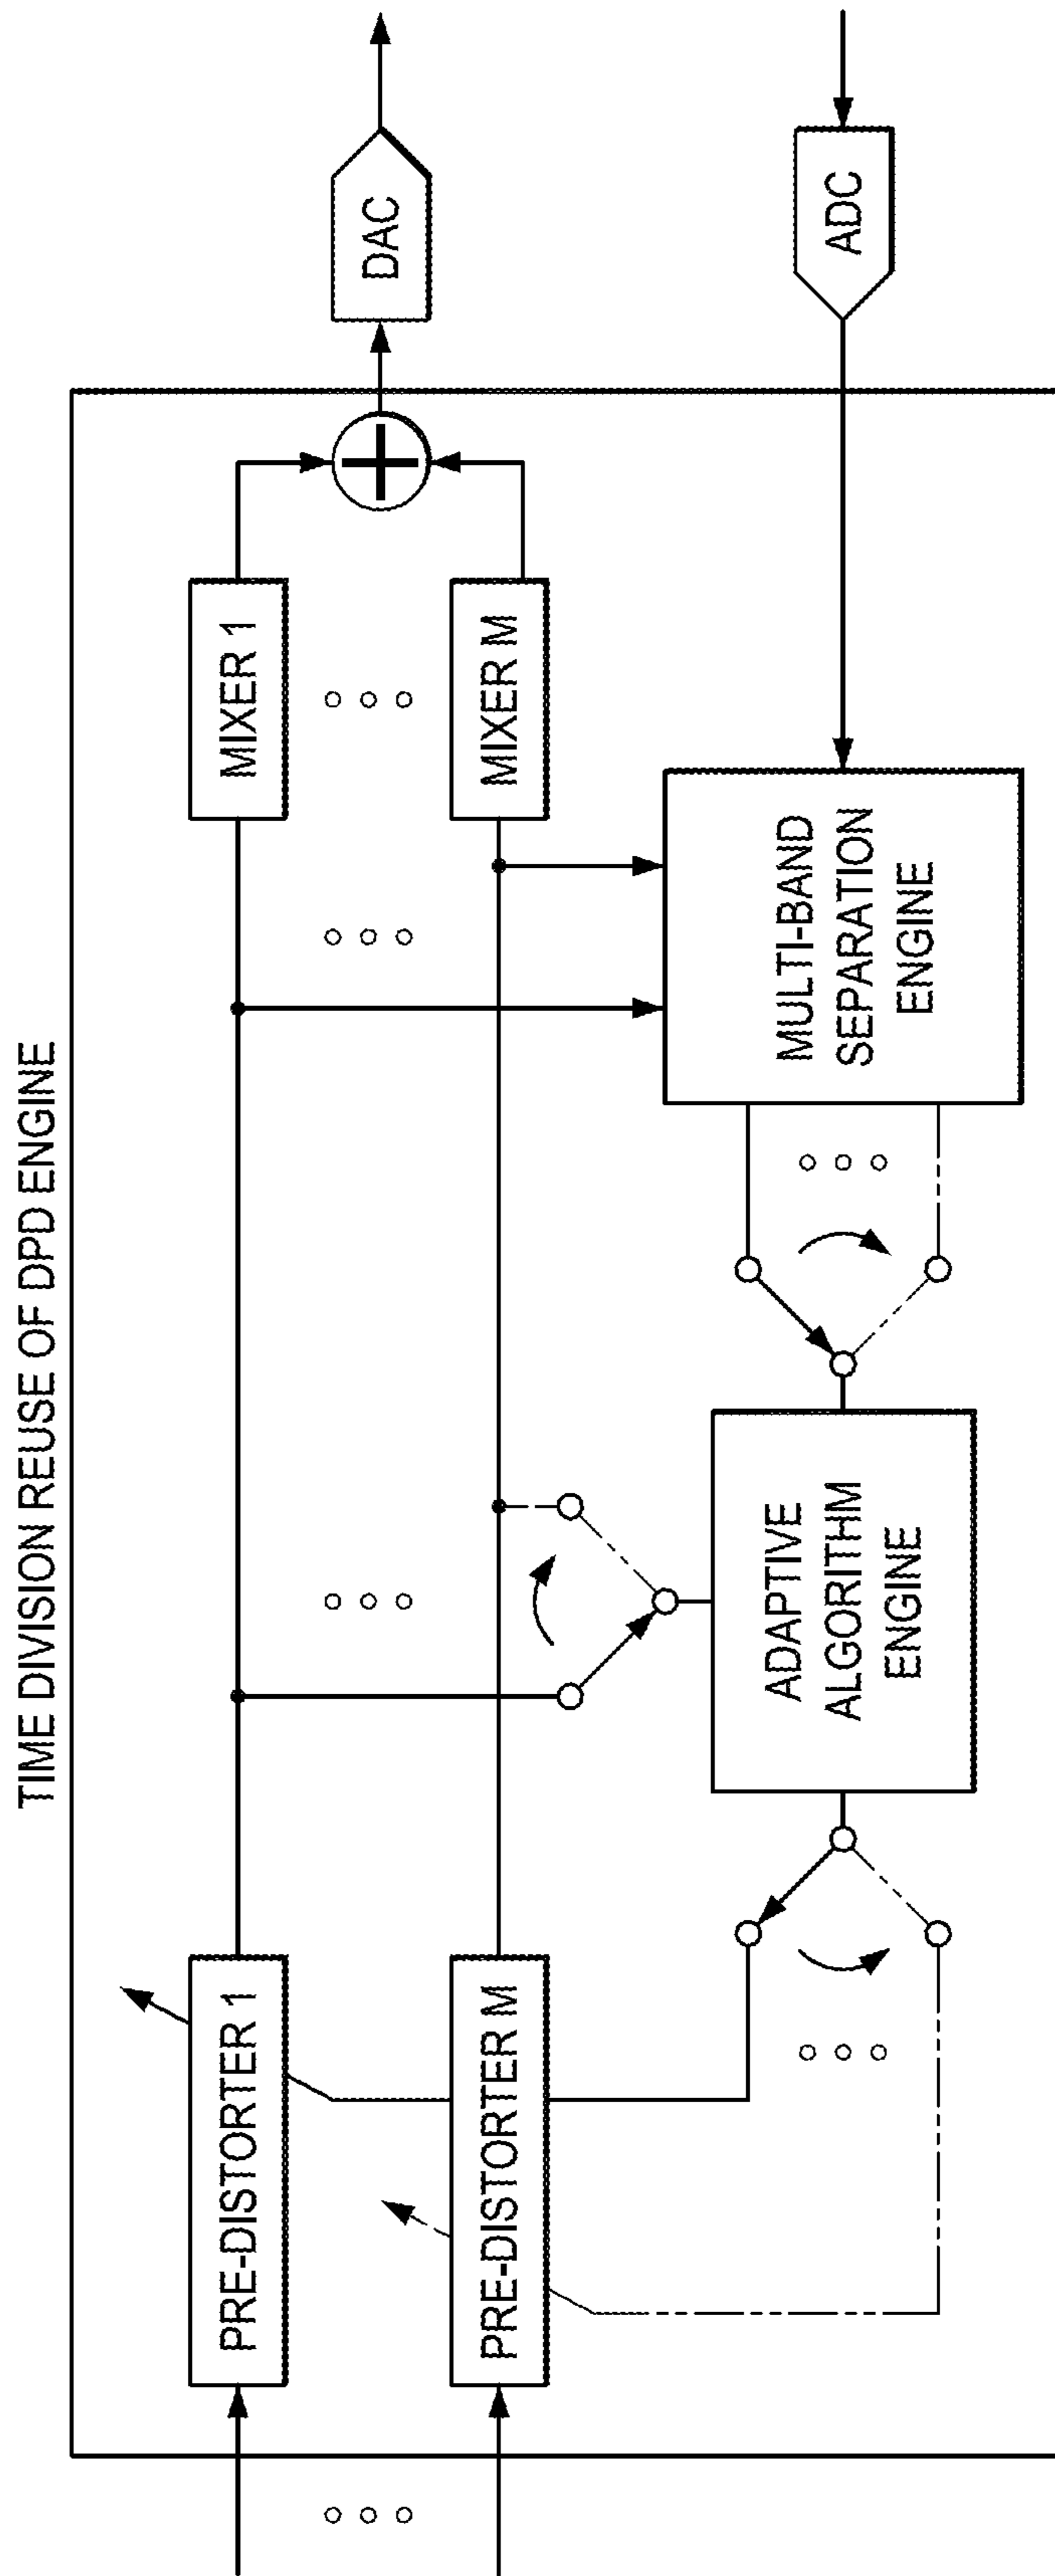 TIME DIVISION REUSE OF DPD ENGINE
PRE-DISTORTER 1
MIXER 1
DAC
PRE-DISTORTER M
MIXER M
ADAPTIVE
ALGORITHM
ENGINE
MULTI-BAND
SEPARATION
ENGINE
ADC